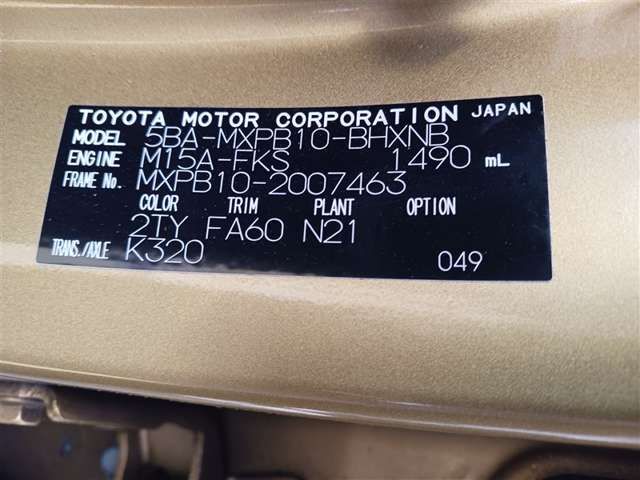 TOYOTA MOTOR CORPORATION JAPAN
MODEL 5BA-MXPB10-BHXNB
ENGINE M15A-FKS 1490 mL
FRAME No. MXPB10-2007463
COLOR TRIM PLANT OPTION
2TY FA60 N21
TRANS./AXLE K320
049